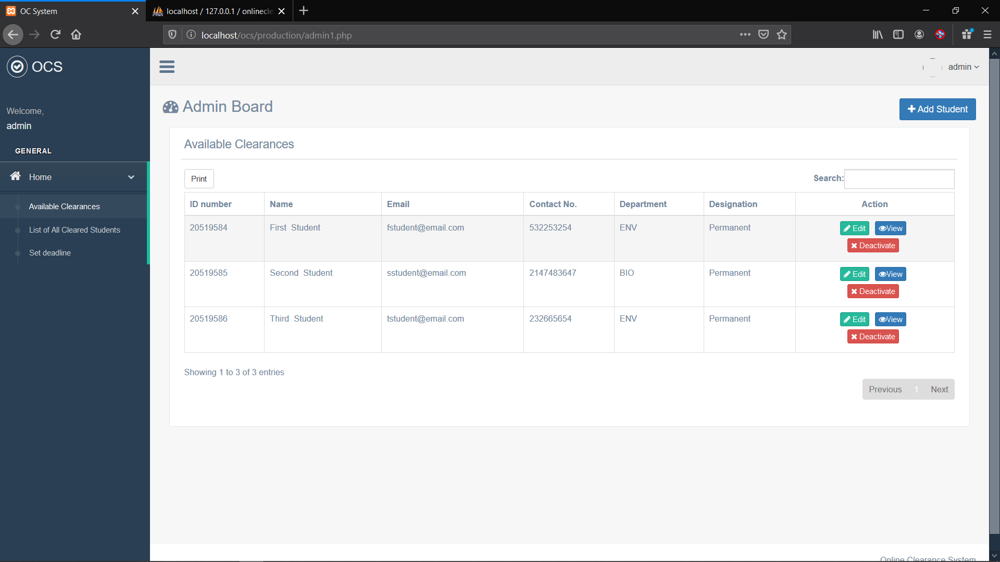 OC System
localhost / 127.0.0.1 / onlinecle
localhost/ocs/production/admin1.php
OCS
admin
Welcome,
admin
Admin Board
Add Student
GENERAL
Available Clearances
Home
Print
Search:
Available Clearances
List of All Cleared Students
Set deadline
ID number Name Email Contact No. Department Designation Action
20519584 First Student fstudent@email.com 532253254 ENV Permanent Edit View
Deactivate
20519585 Second Student sstudent@email.com 2147483647 BIO Permanent Edit View
Deactivate
20519586 Third Student tstudent@email.com 232665654 ENV Permanent Edit View
Deactivate
Showing 1 to 3 of 3 entries
Previous 1 Next
Online Clearance System